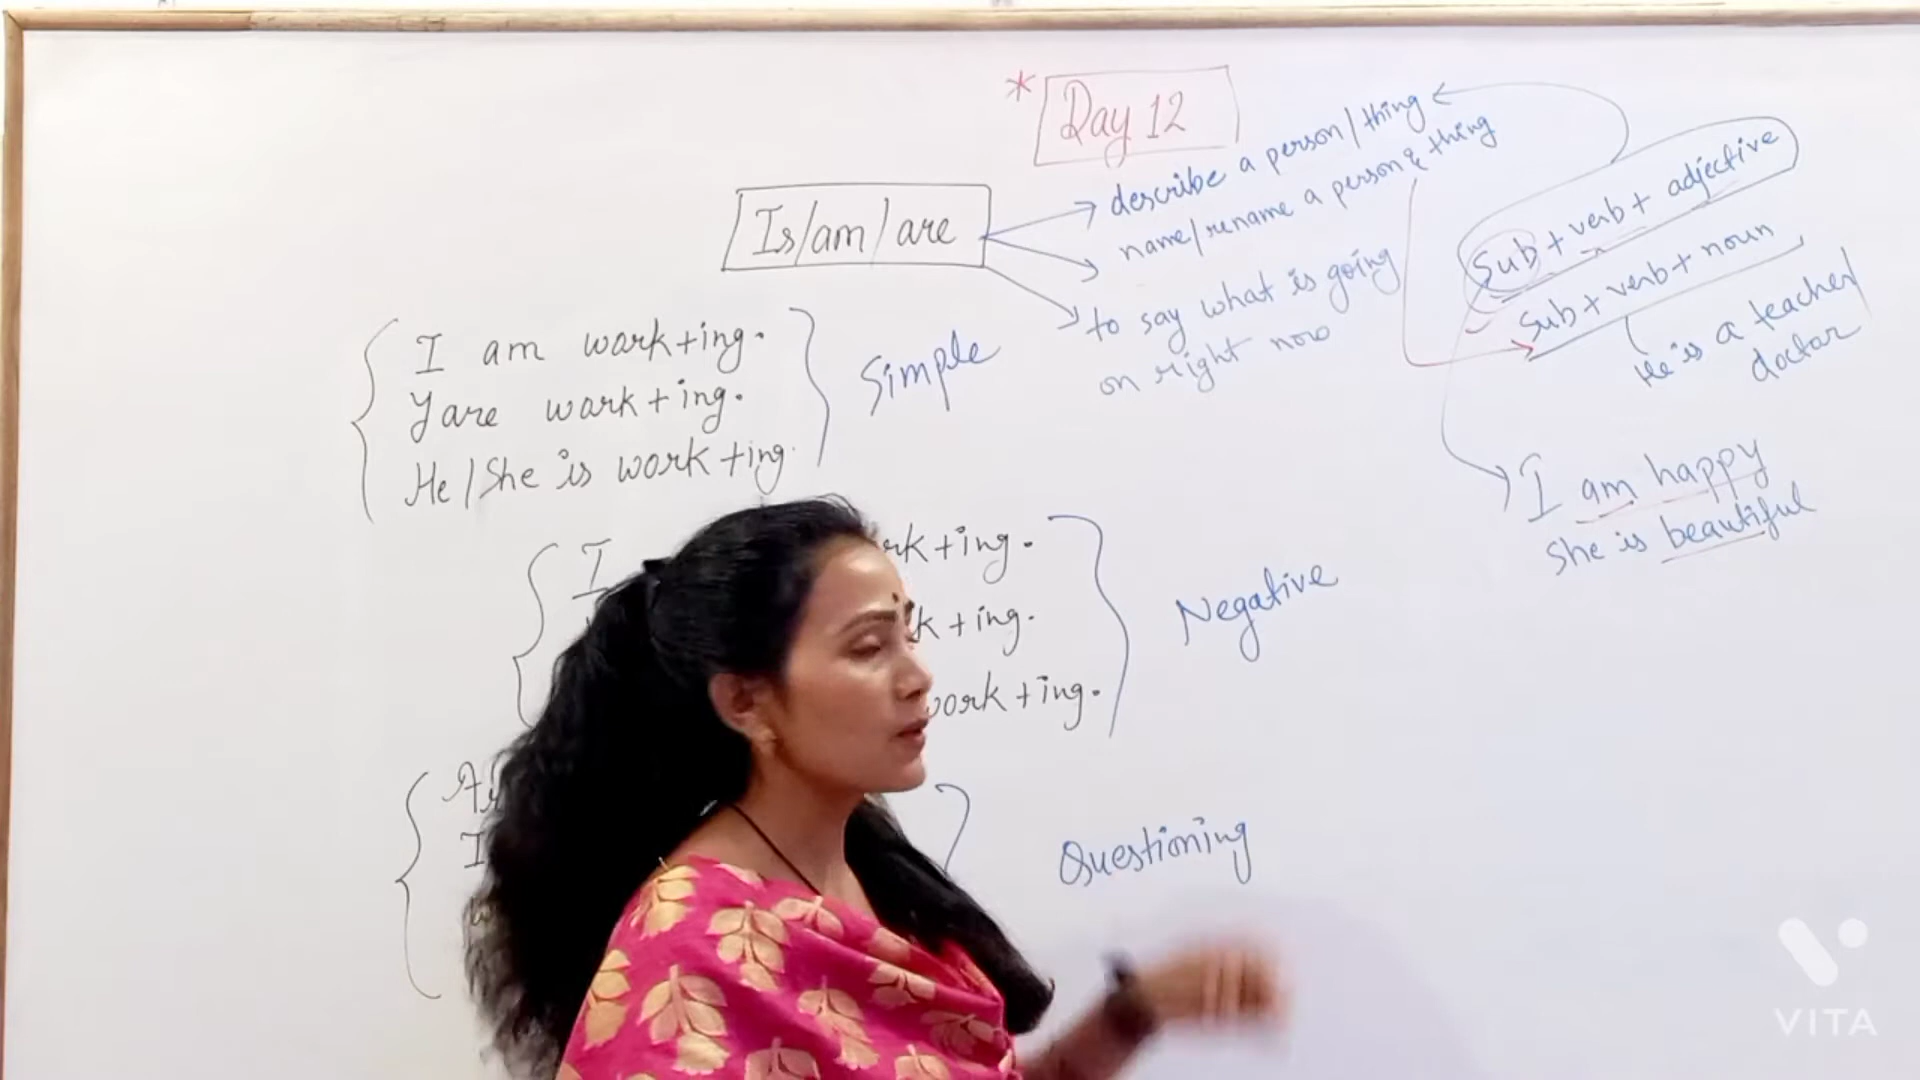 * Day 12
Is/am/are
describe a person/thing
name/rename a person & thing
to say what is going
on right now
Sub + verb + adjective
Sub + verb + noun
He is a teacher
doctor
I am happy
She is beautiful
I am work+ing.
Y are work+ing.
He/She is work+ing.
Simple
I
+ing.
+ing.
work+ing.
Negative
Questioning
VITA